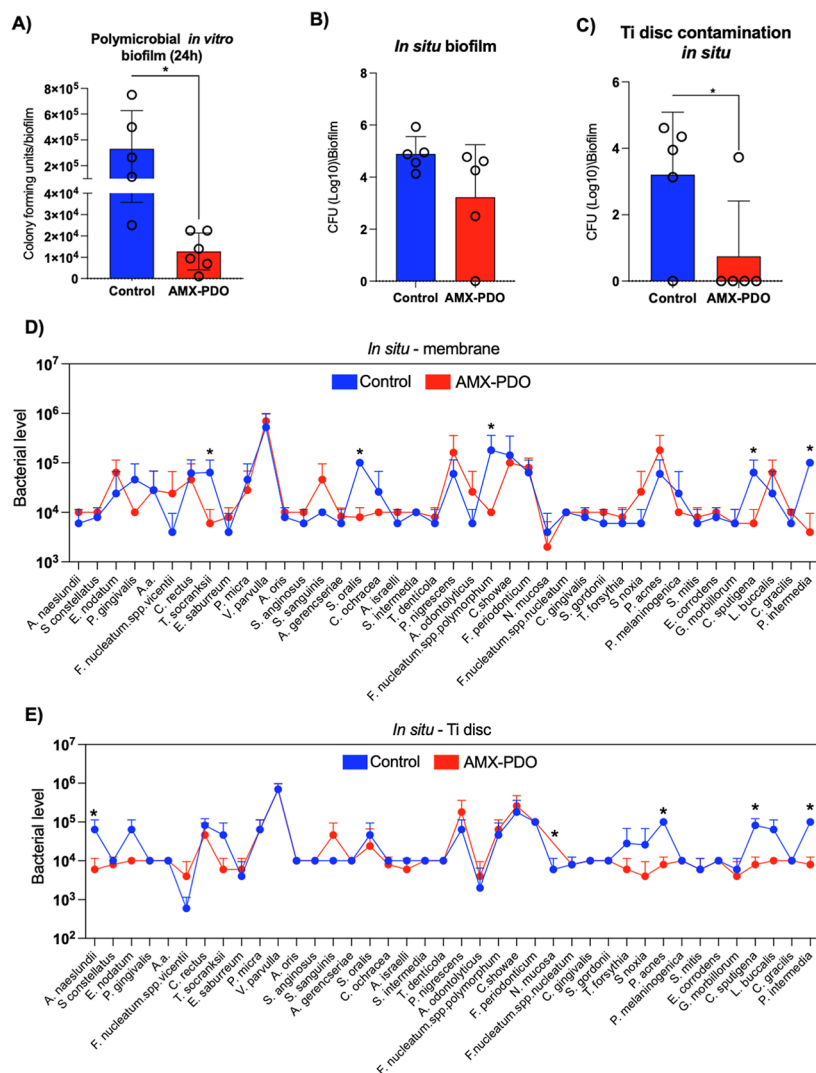 A)
Polymicrobial in vitro
biofilm (24h)
*
Colony forming units/biofilm
8×10⁵
6×10⁵
4×10⁵
2×10⁵
4×10⁴
3×10⁴
2×10⁴
1×10⁴
0
Control AMX-PDO
B)
In situ biofilm
CFU (Log10)\Biofilm
8
6
4
2
0
Control AMX-PDO
C)
Ti disc contamination
in situ
*
CFU (Log10)\Biofilm
6
4
2
0
Control AMX-PDO
D)
In situ - membrane
Control AMX-PDO
Bacterial level
10⁷
10⁶
10⁵
10⁴
10³
* * * * *
A. naeslundii
S constellatus
E. nodatum
P. gingivalis
A.a.
F. nucleatum.spp.vicentii
C. rectus
T. socranskii
E. saburreum
P. micra
V. parvulla
A. oris
S. anginosus
S. sanguinis
A. gerencseriae
S. oralis
C. ochracea
A. israelli
S. intermedia
T. denticola
P. nigrescens
A. odontolyticus
F. nucleatum.spp.polymorphum
C.showae
F. periodonticum
N. mucosa
F.nucleatum.spp.nucleatum
C. gingivalis
S. gordonii
T. forsythia
S noxia
P. acnes
P. melaninogenica
S. mitis
E. corrodens
G. morbillorum
C. sputigena
L. buccalis
C. gracilis
P. intermedia
E)
In situ - Ti disc
Control AMX-PDO
Bacterial level
10⁷
10⁶
10⁵
10⁴
10³
10²
* * * * *
A. naeslundii
S constellatus
E. nodatum
P. gingivalis
A.a.
F. nucleatum.spp.vicentii
C. rectus
T. socranskii
E. saburreum
P. micra
V. parvulla
A. oris
S. anginosus
S. sanguinis
A. gerencseriae
S. oralis
C. ochracea
A. israelli
S. intermedia
T. denticola
P. nigrescens
A. odontolyticus
F. nucleatum.spp.polymorphum
C.showae
F. periodonticum
N. mucosa
F.nucleatum.spp.nucleatum
C. gingivalis
S. gordonii
T. forsythia
S noxia
P. acnes
P. melaninogenica
S. mitis
E. corrodens
G. morbillorum
C. sputigena
L. buccalis
C. gracilis
P. intermedia